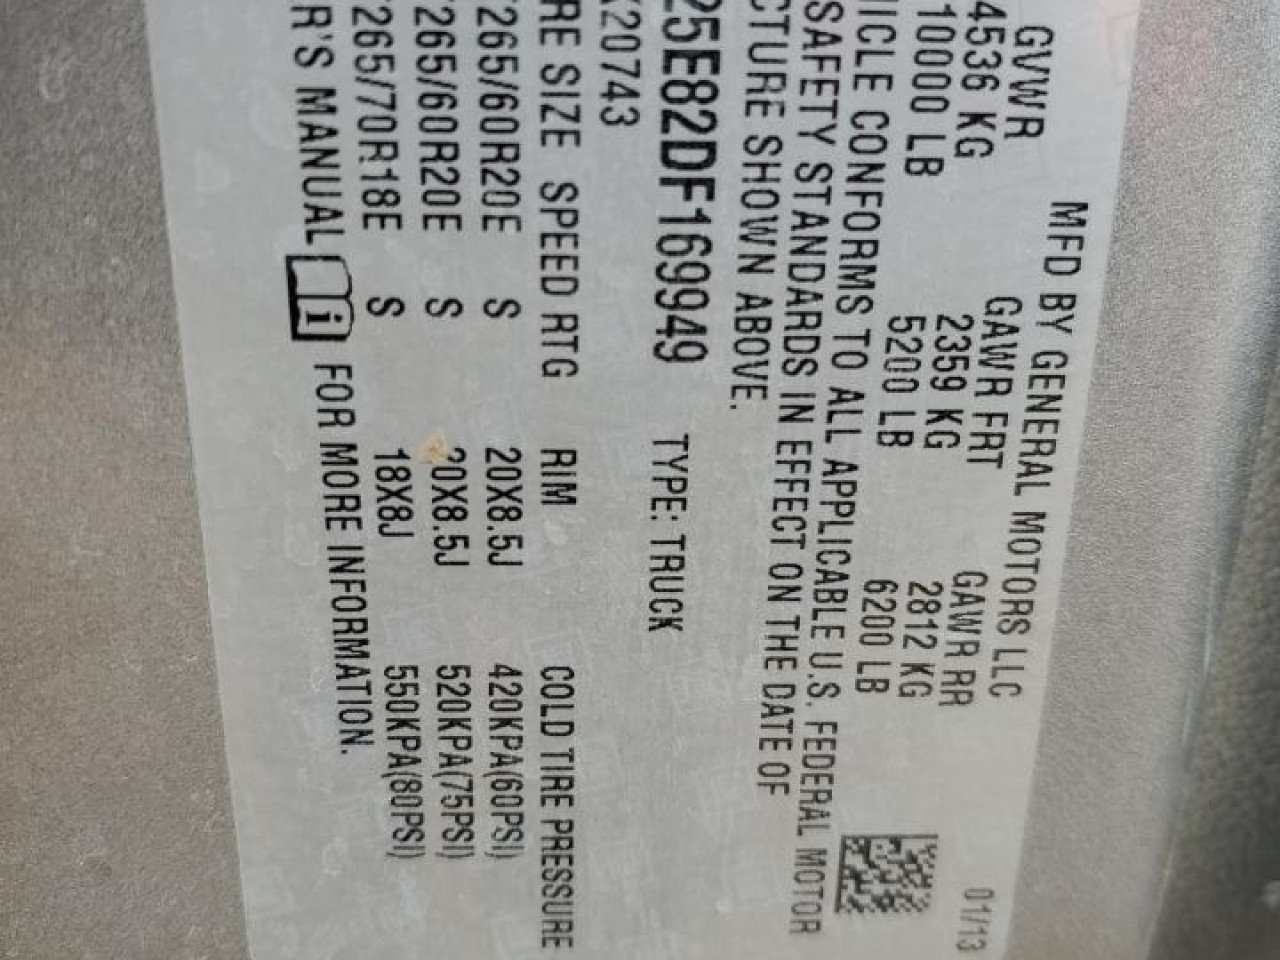 MFD BY GENERAL MOTORS LLC 01/13
GVWR GAWR FRT GAWR RR
4536 KG 2359 KG 2812 KG
10000 LB 5200 LB 6200 LB
ICLE CONFORMS TO ALL APPLICABLE U.S. FEDERAL MOTOR
SAFETY STANDARDS IN EFFECT ON THE DATE OF
CTURE SHOWN ABOVE.
25E82DF169949 TYPE: TRUCK
20743
RE SIZE SPEED RTG RIM COLD TIRE PRESSURE
265/60R20E S 20X8.5J 420KPA(60PSI)
265/60R20E S 20X8.5J 520KPA(75PSI)
265/70R18E S 18X8J 550KPA(80PSI)
R'S MANUAL i FOR MORE INFORMATION.